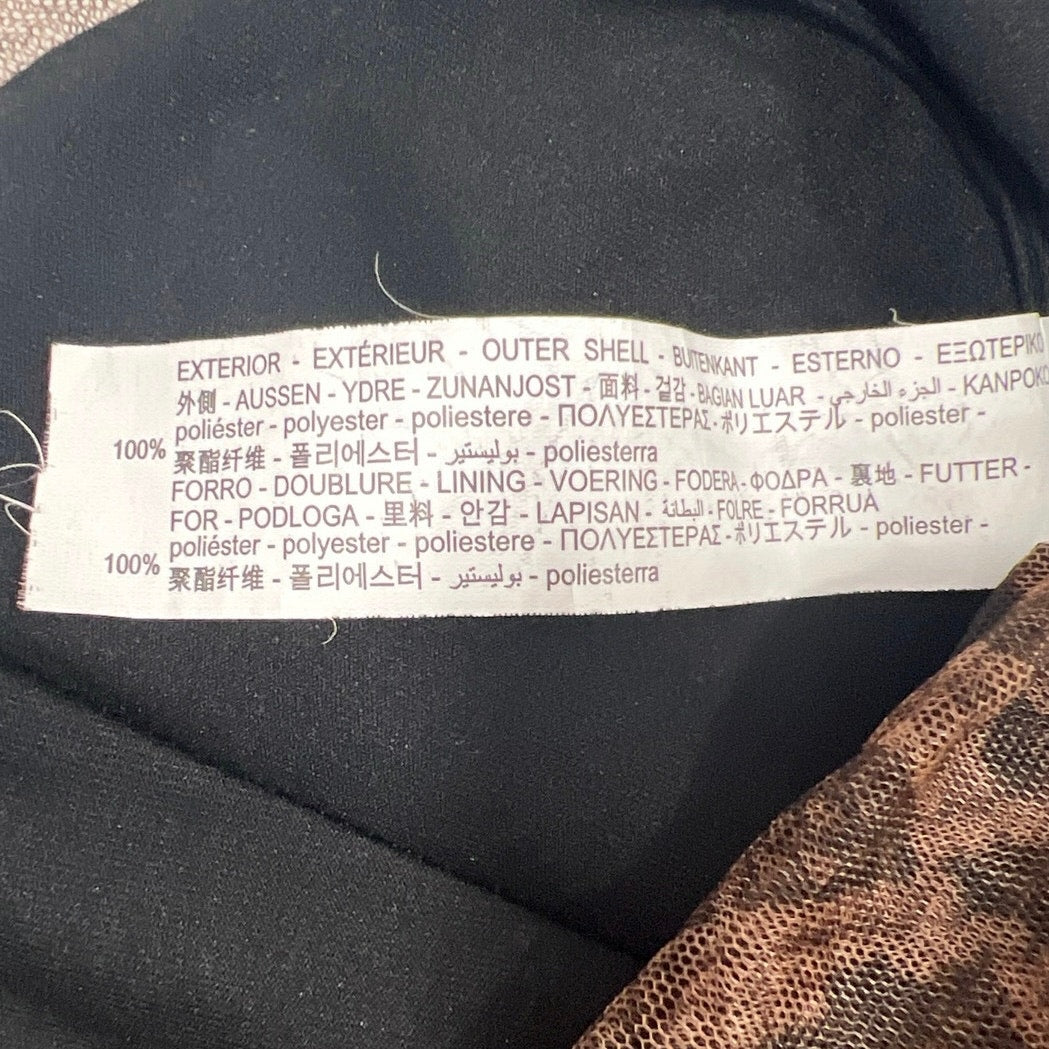 EXTERIOR - EXTÉRIEUR - OUTER SHELL - BUITENKANT - ESTERNO - ΕΞΩΤΕΡΙΚΟ
外側 - AUSSEN - YDRE - ZUNANJOST - 面料 - 겉감 - BAGIAN LUAR - الجزء الخارجي - KANPOKO
100% poliéster - polyester - poliestere - ΠΟΛΥΕΣΤΕΡΑΣ - ポリエステル - poliester -
聚酯纤维 - 폴리에스터 - بوليستير - poliesterra
FORRO - DOUBLURE - LINING - VOERING - FODERA - ΦΟΔΡΑ - 裏地 - FUTTER -
FOR - PODLOGA - 里料 - 안감 - LAPISAN - البطانة - FOLRE - FORRUA
100% poliéster - polyester - poliestere - ΠΟΛΥΕΣΤΕΡΑΣ - ポリエステル - poliester -
聚酯纤维 - 폴리에스터 - بوليستير - poliesterra